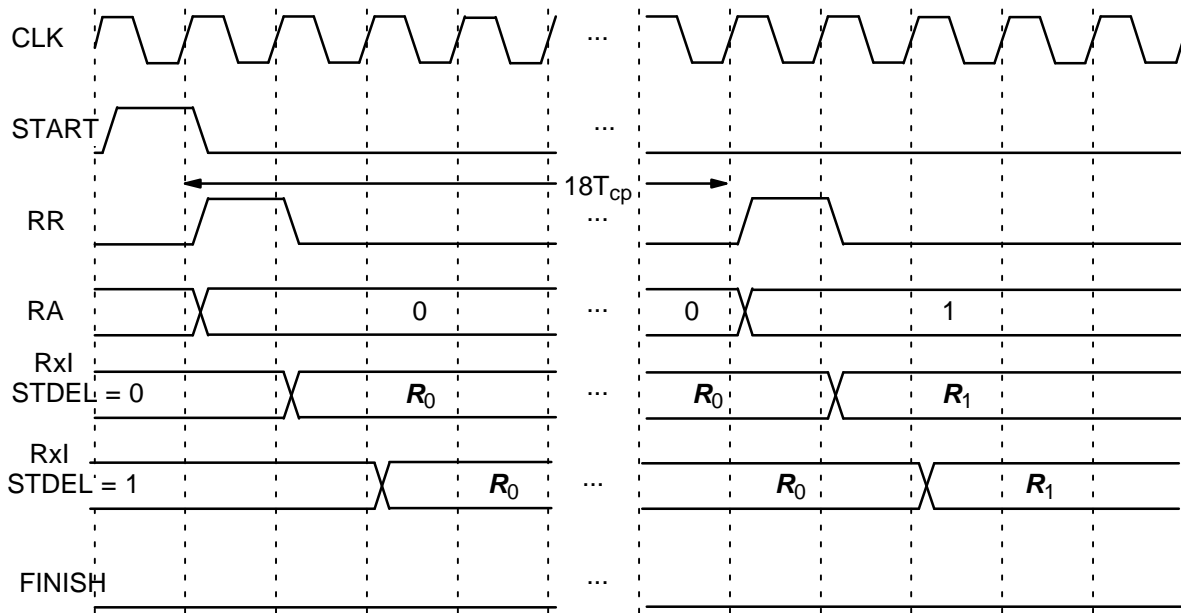 CLK ...
START ...
18T_cp
RR ...
RA 0 ... 0 1
RxI
STDEL = 0 R_0 ... R_0 R_1
RxI
STDEL = 1 R_0 ... R_0 R_1
FINISH ...